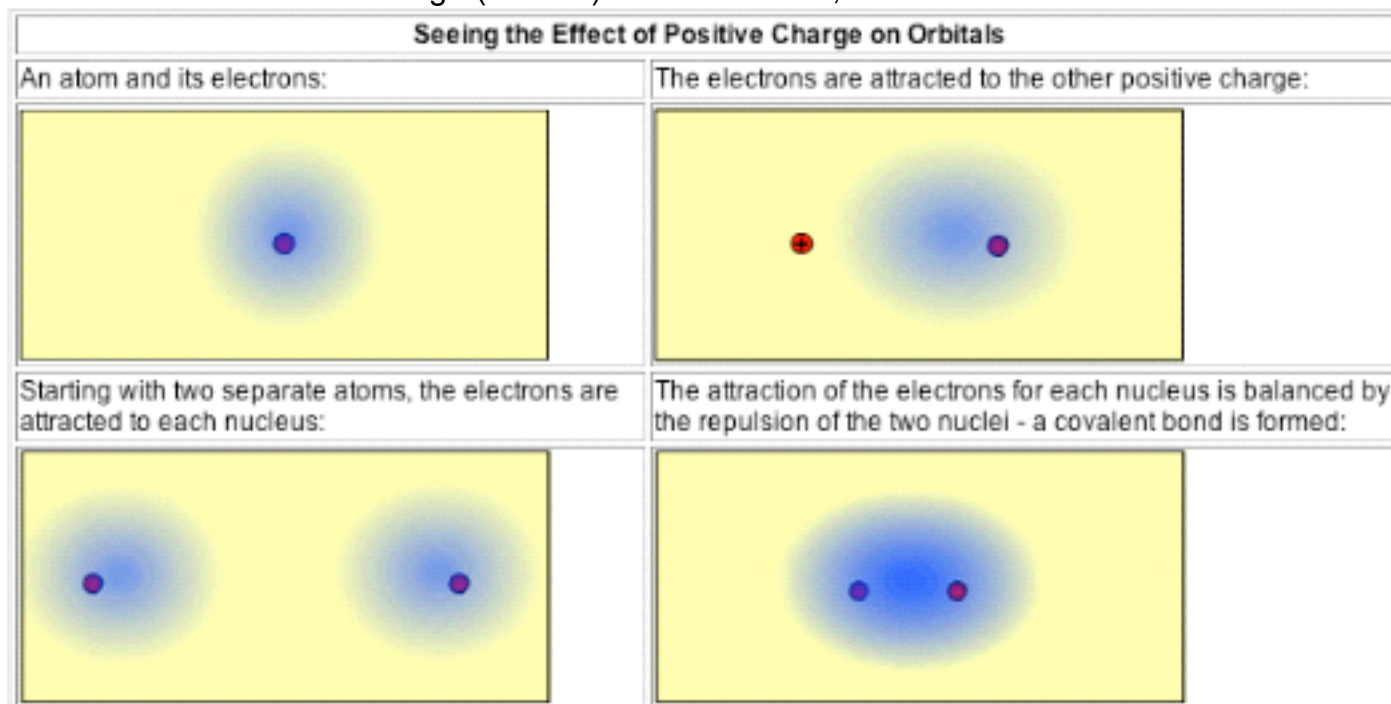 Seeing the Effect of Positive Charge on Orbitals
An atom and its electrons:
The electrons are attracted to the other positive charge:
+
Starting with two separate atoms, the electrons are
attracted to each nucleus:
The attraction of the electrons for each nucleus is balanced by
the repulsion of the two nuclei - a covalent bond is formed: